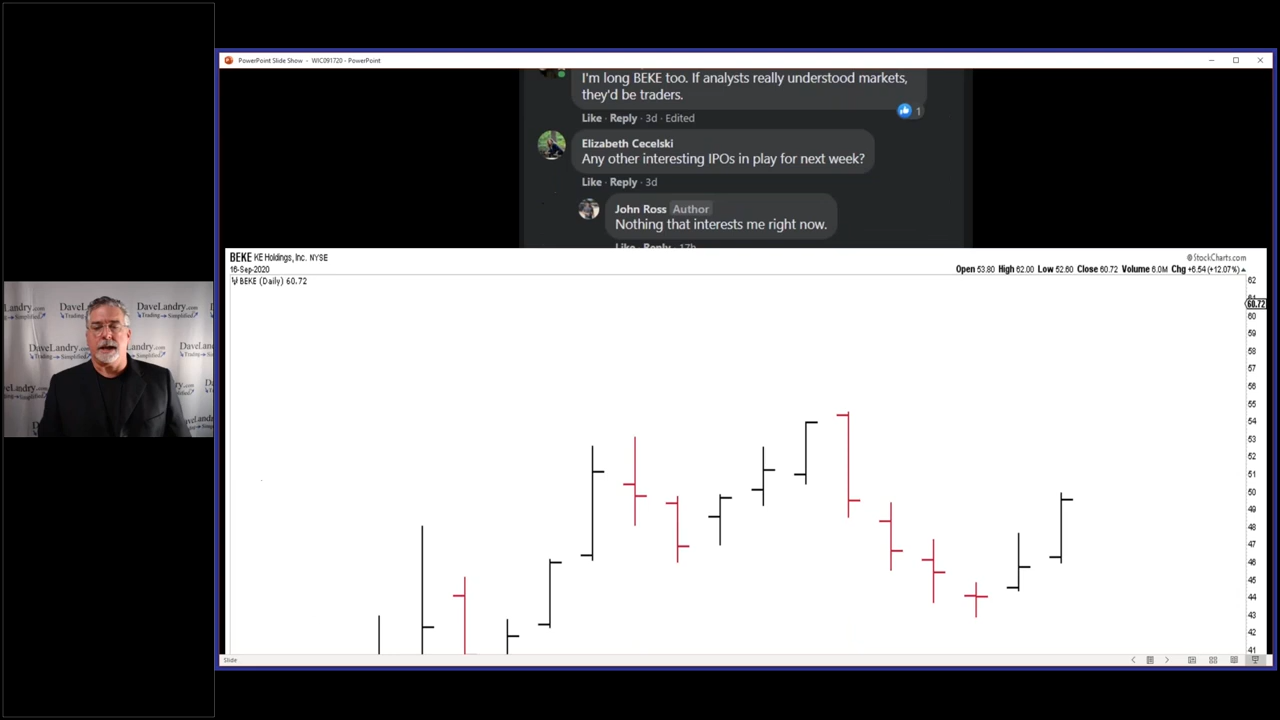 PowerPoint Slide Show - WIC091720 - PowerPoint
I'm long BEKE too. If analysts really understood markets,
they'd be traders.
1
Like · Reply · 3d · Edited
Elizabeth Cecelski
Any other interesting IPOs in play for next week?
Like · Reply · 3d
John Ross Author
Nothing that interests me right now.
Like · Reply · 17h
BEKE KE Holdings, Inc. NYSE
© StockCharts.com
16-Sep-2020
Open 53.80 High 62.00 Low 52.60 Close 60.72 Volume 6.0M Chg +6.54 (+12.07%)
BEKE (Daily) 60.72
62
61
60.72
60
59
58
57
56
55
54
53
52
51
50
49
48
47
46
45
44
43
42
41
DaveLandry.com
Trading Simplified
Slide